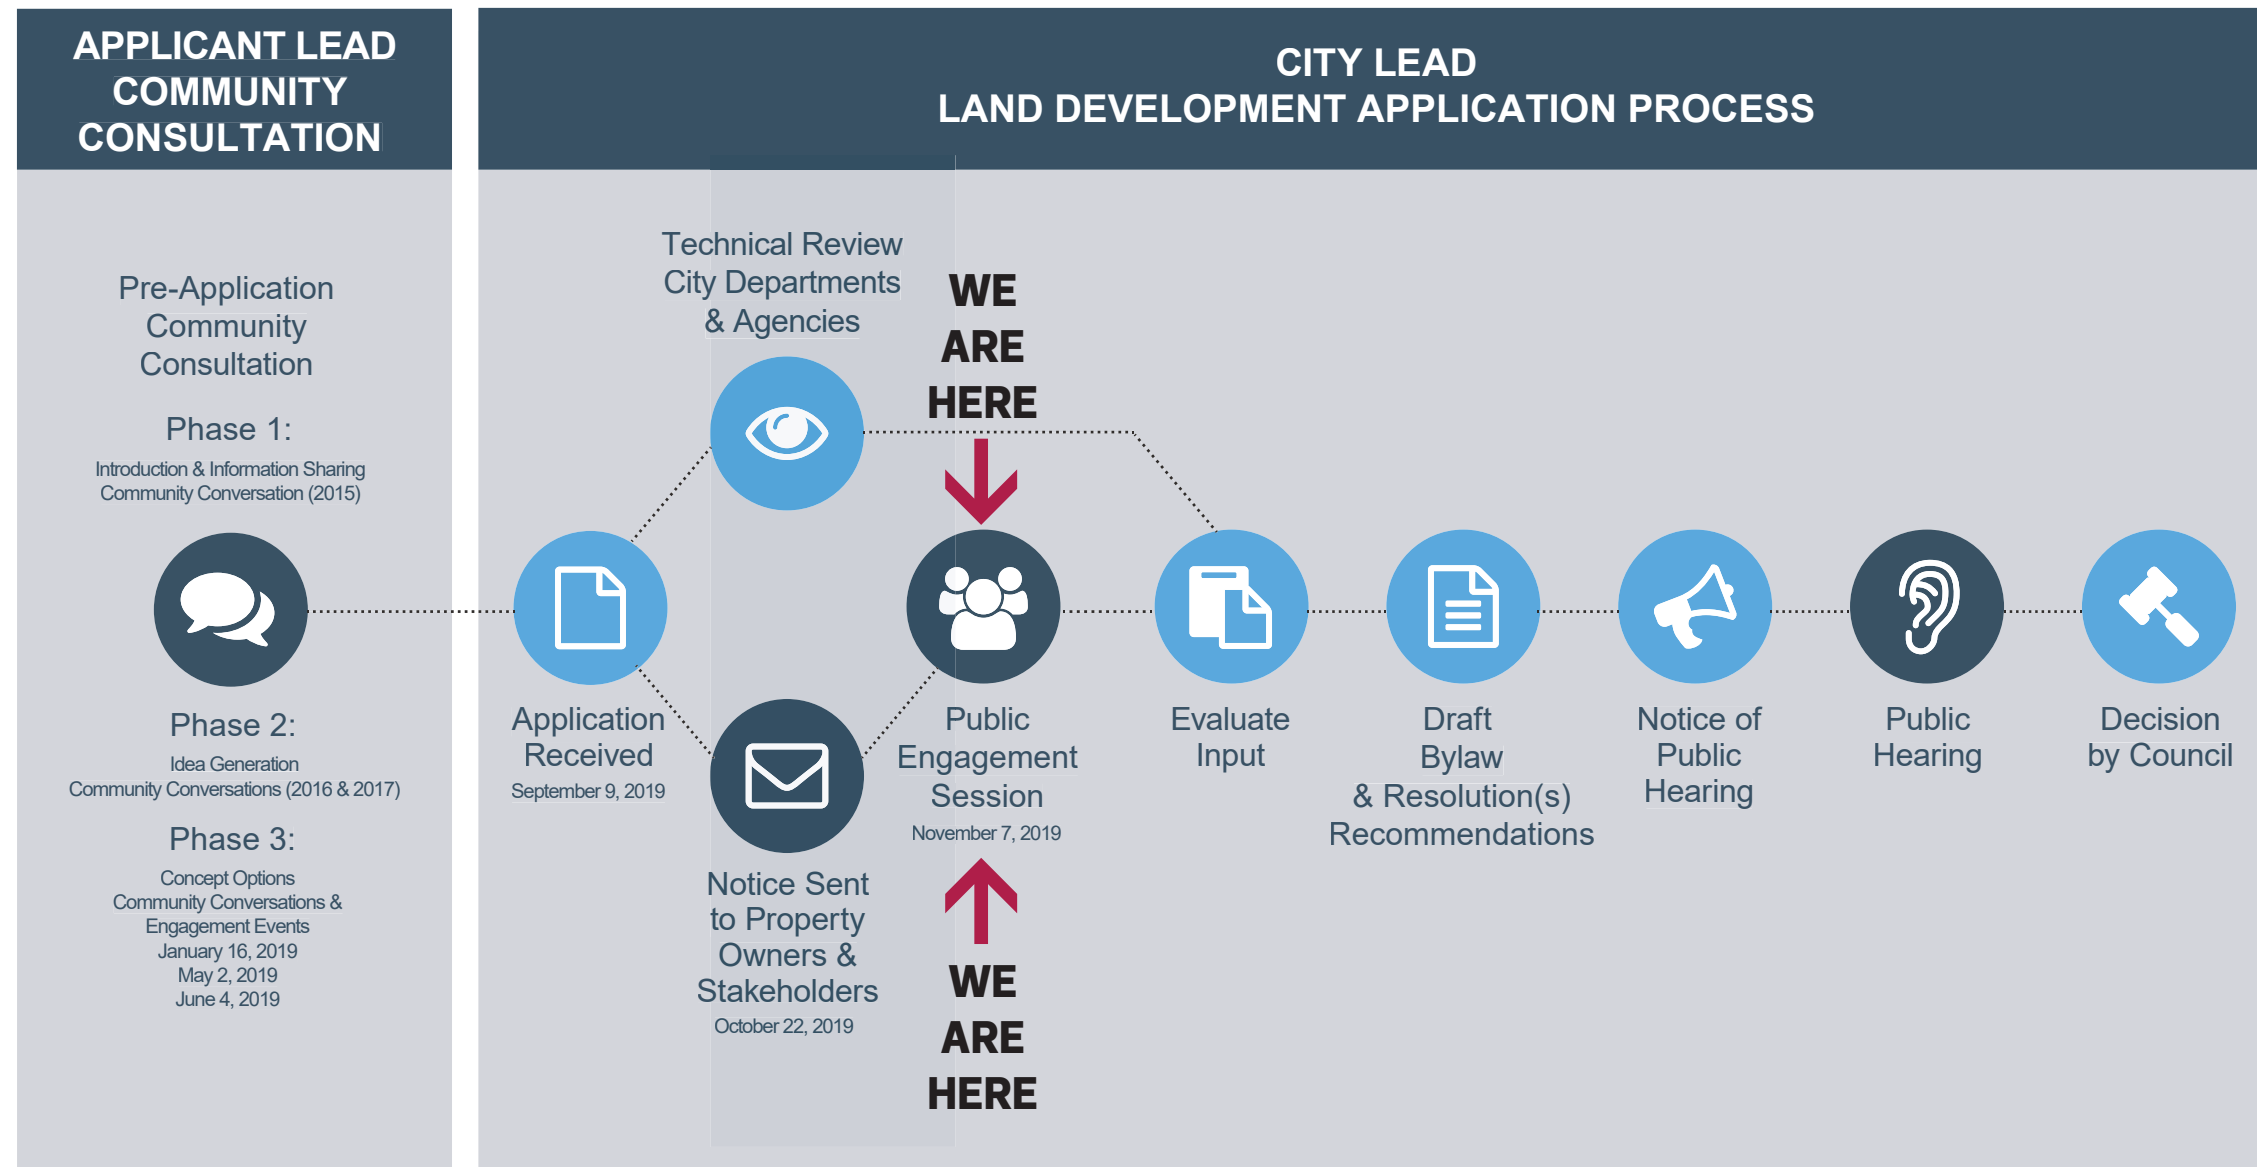 APPLICANT LEAD
COMMUNITY
CONSULTATION
Pre-Application
Community
Consultation
Phase 1:
Introduction & Information Sharing
Community Conversation (2015)
Phase 2:
Idea Generation
Community Conversations (2016 & 2017)
Phase 3:
Concept Options
Community Conversations &
Engagement Events
January 16, 2019
May 2, 2019
June 4, 2019
CITY LEAD
LAND DEVELOPMENT APPLICATION PROCESS
Application
Received
September 9, 2019
Technical Review
City Departments
& Agencies
Notice Sent
to Property
Owners &
Stakeholders
October 22, 2019
WE
ARE
HERE
Public
Engagement
Session
November 7, 2019
WE
ARE
HERE
Evaluate
Input
Draft
Bylaw
& Resolution(s)
Recommendations
Notice of
Public
Hearing
Public
Hearing
Decision
by Council